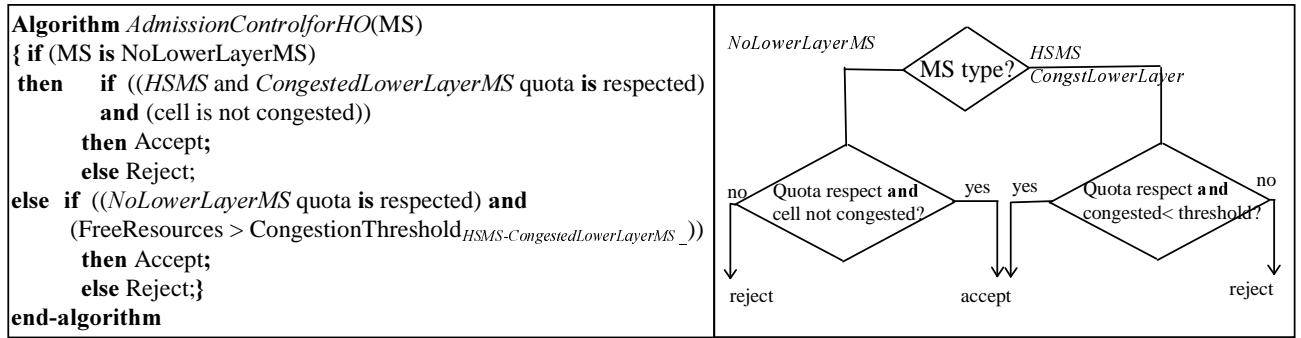 Algorithm AdmissionControlforHO(MS)
{ if (MS is NoLowerLayerMS)
then if ((HSMS and CongestedLowerLayerMS quota is respected)
and (cell is not congested))
then Accept;
else Reject;
else if ((NoLowerLayerMS quota is respected) and
(FreeResources > CongestionThreshold HSMS-CongestedLowerLayerMS _))
then Accept;
else Reject;}
end-algorithm
NoLowerLayerMS
MS type?
HSMS
CongstLowerLayer
no
Quota respect and
cell not congested?
yes
yes
Quota respect and
congested< threshold?
no
reject
accept
reject